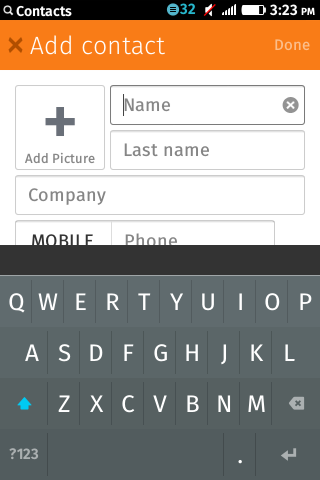 Contacts 32 3:23 PM
Add contact Done
Name
Add Picture
Last name
Company
MOBILE Phone
Q W E R T Y U I O P
A S D F G H J K L
Z X C V B N M
?123 .